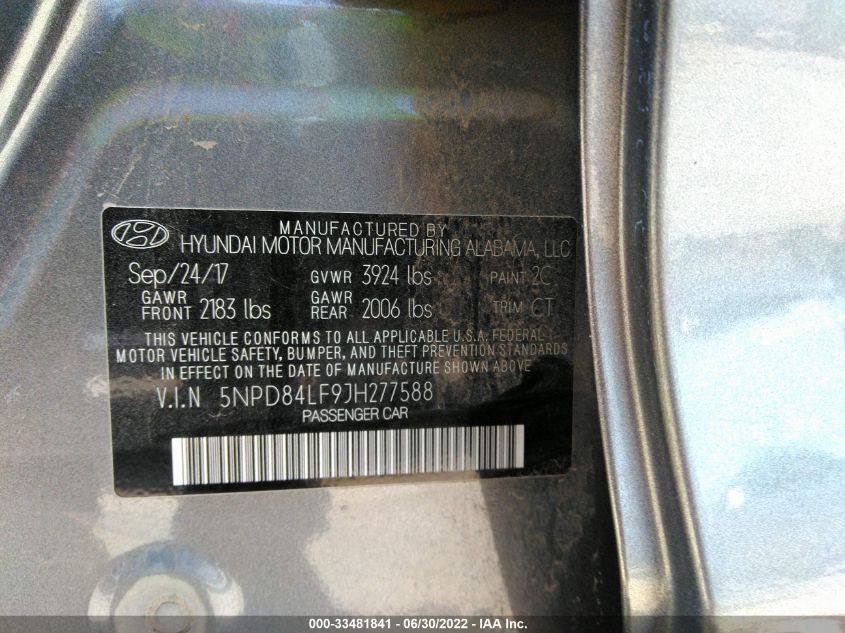 MANUFACTURED BY
HYUNDAI MOTOR MANUFACTURING ALABAMA, LLC
Sep/24/17 GVWR 3924 lbs PAINT 2C
GAWR FRONT 2183 lbs GAWR REAR 2006 lbs TRIM CT
THIS VEHICLE CONFORMS TO ALL APPLICABLE U.S.A. FEDERAL
MOTOR VEHICLE SAFETY, BUMPER, AND THEFT PREVENTION STANDARDS
IN EFFECT ON THE DATE OF MANUFACTURE SHOWN ABOVE.
V.I.N 5NPD84LF9JH277588
PASSENGER CAR
000-33481841 - 06/30/2022 - IAA Inc.